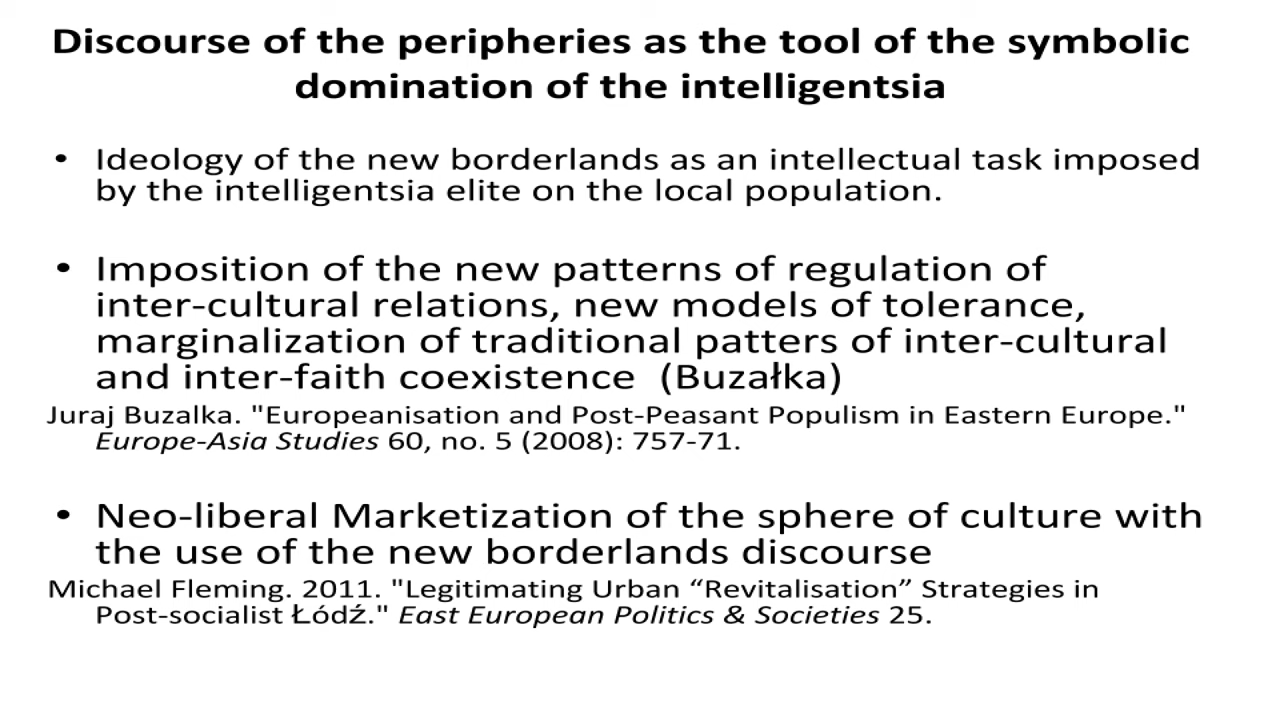 Discourse of the peripheries as the tool of the symbolic
domination of the intelligentsia
• Ideology of the new borderlands as an intellectual task imposed
by the intelligentsia elite on the local population.
• Imposition of the new patterns of regulation of
inter-cultural relations, new models of tolerance,
marginalization of traditional patters of inter-cultural
and inter-faith coexistence (Buzałka)
Juraj Buzalka. "Europeanisation and Post-Peasant Populism in Eastern Europe."
Europe-Asia Studies 60, no. 5 (2008): 757-71.
• Neo-liberal Marketization of the sphere of culture with
the use of the new borderlands discourse
Michael Fleming. 2011. "Legitimating Urban “Revitalisation” Strategies in
Post-socialist Łódź." East European Politics & Societies 25.